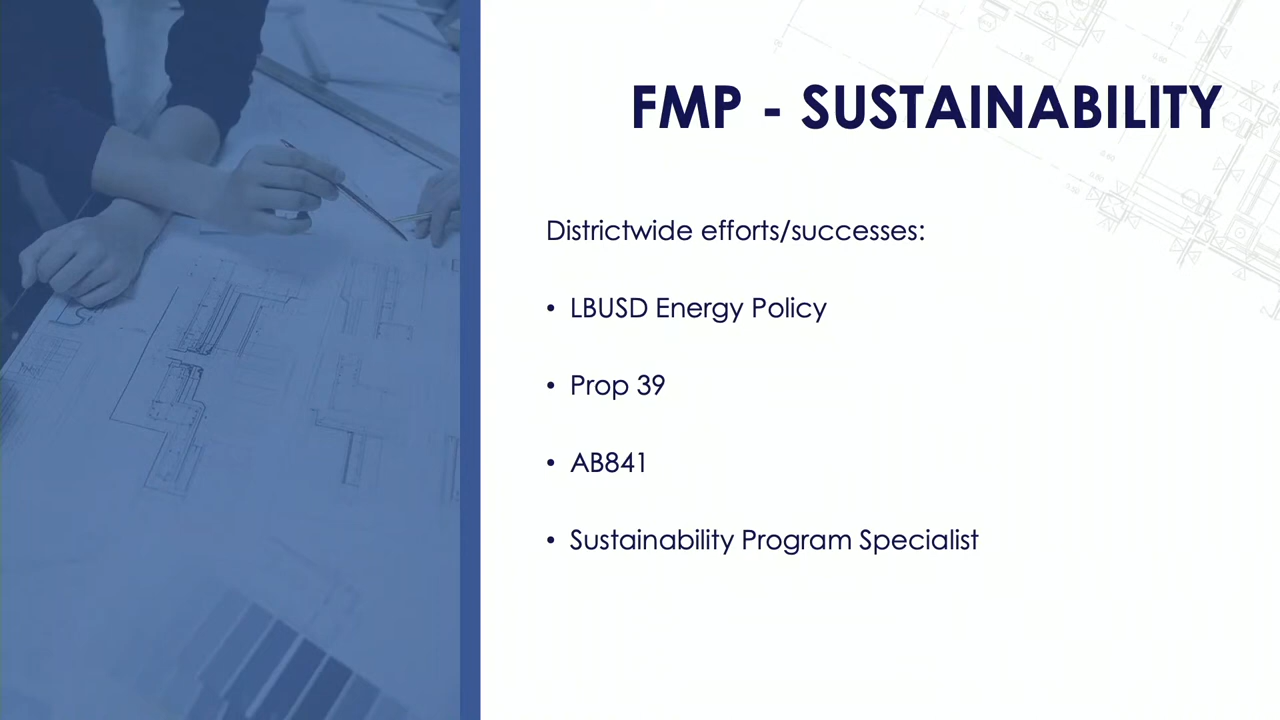 FMP - SUSTAINABILITY
Districtwide efforts/successes:
• LBUSD Energy Policy
• Prop 39
• AB841
• Sustainability Program Specialist